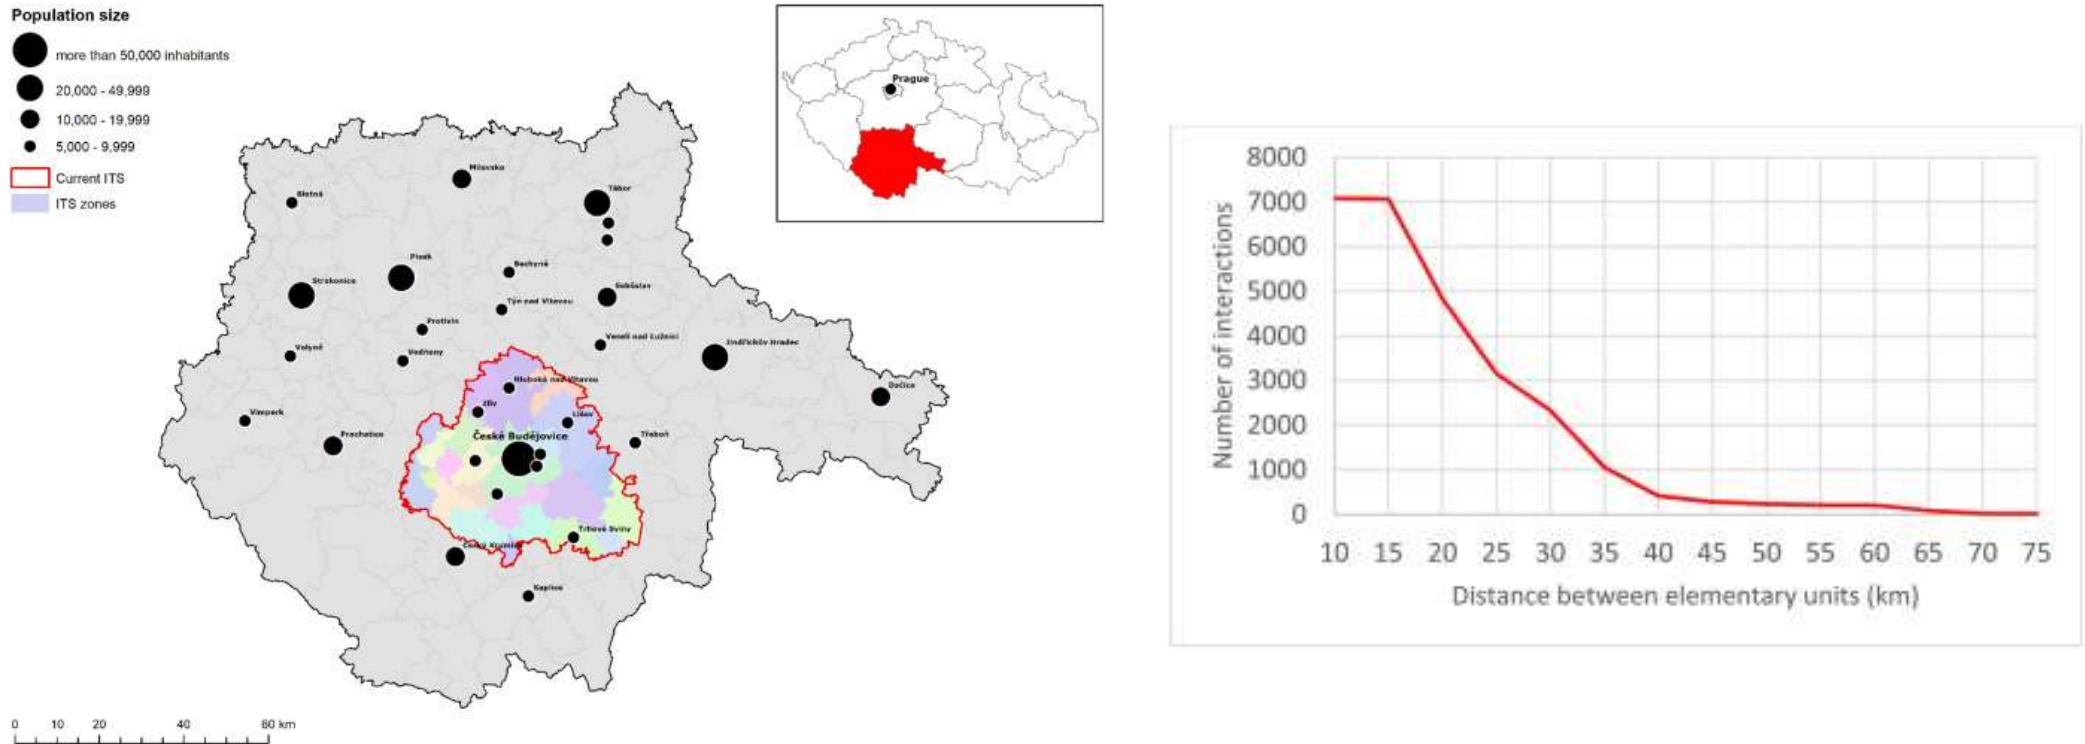 Population size
more than 50,000 inhabitants
20,000 - 49,999
10,000 - 19,999
5,000 - 9,999
Current ITS
ITS zones
Prague
Milevsko
Blatná
Tábor
Písek
Bechyně
Strakonice
Soběslav
Týn nad Vltavou
Protivín
Veselí nad Lužnicí
Jindřichův Hradec
Volyně
Vodňany
Hluboká nad Vltavou
Dačice
Zliv
Lišov
Vimperk
České Budějovice
Prachatice
Třeboň
Trhové Sviny
Český Krumlov
Kaplice
0 10 20 40 60 km
8000
7000
6000
5000
4000
3000
2000
1000
0
Number of interactions
10 15 20 25 30 35 40 45 50 55 60 65 70 75
Distance between elementary units (km)